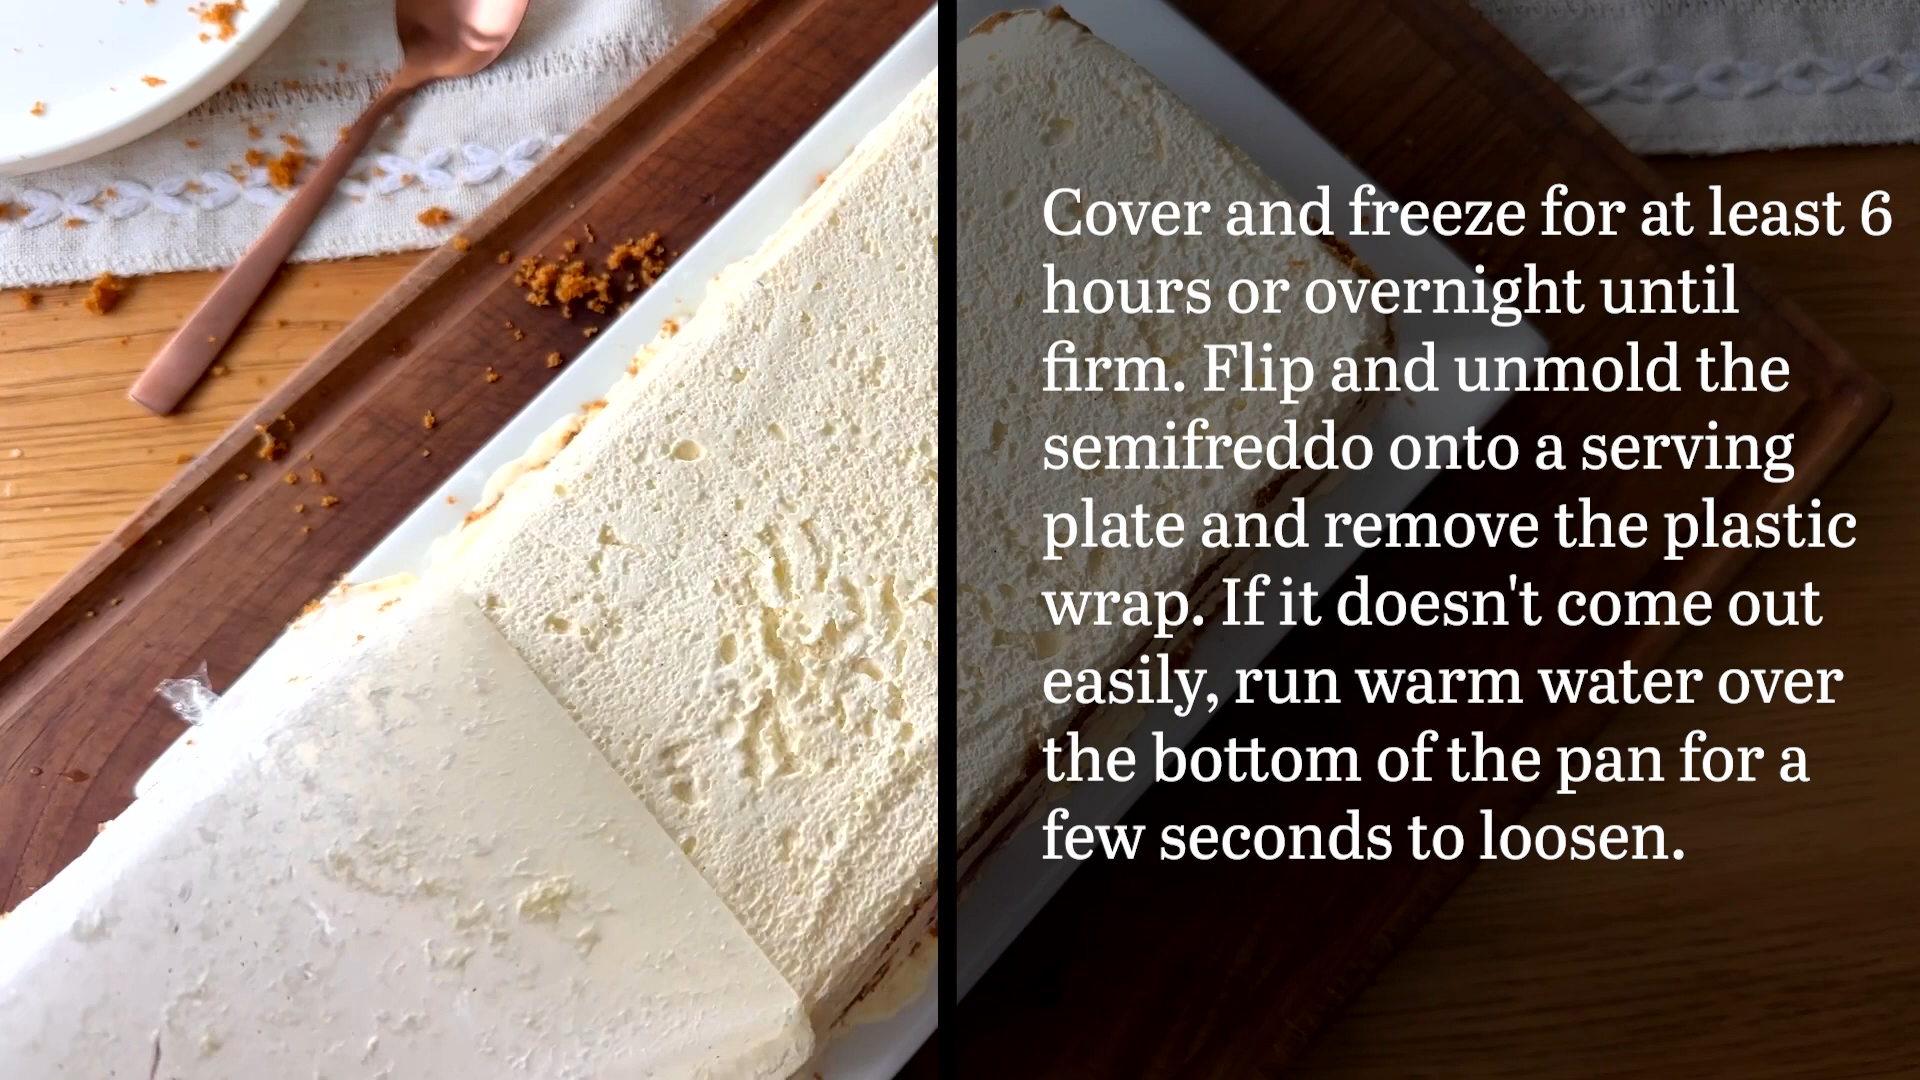 Cover and freeze for at least 6
hours or overnight until
firm. Flip and unmold the
semifreddo onto a serving
plate and remove the plastic
wrap. If it doesn't come out
easily, run warm water over
the bottom of the pan for a
few seconds to loosen.